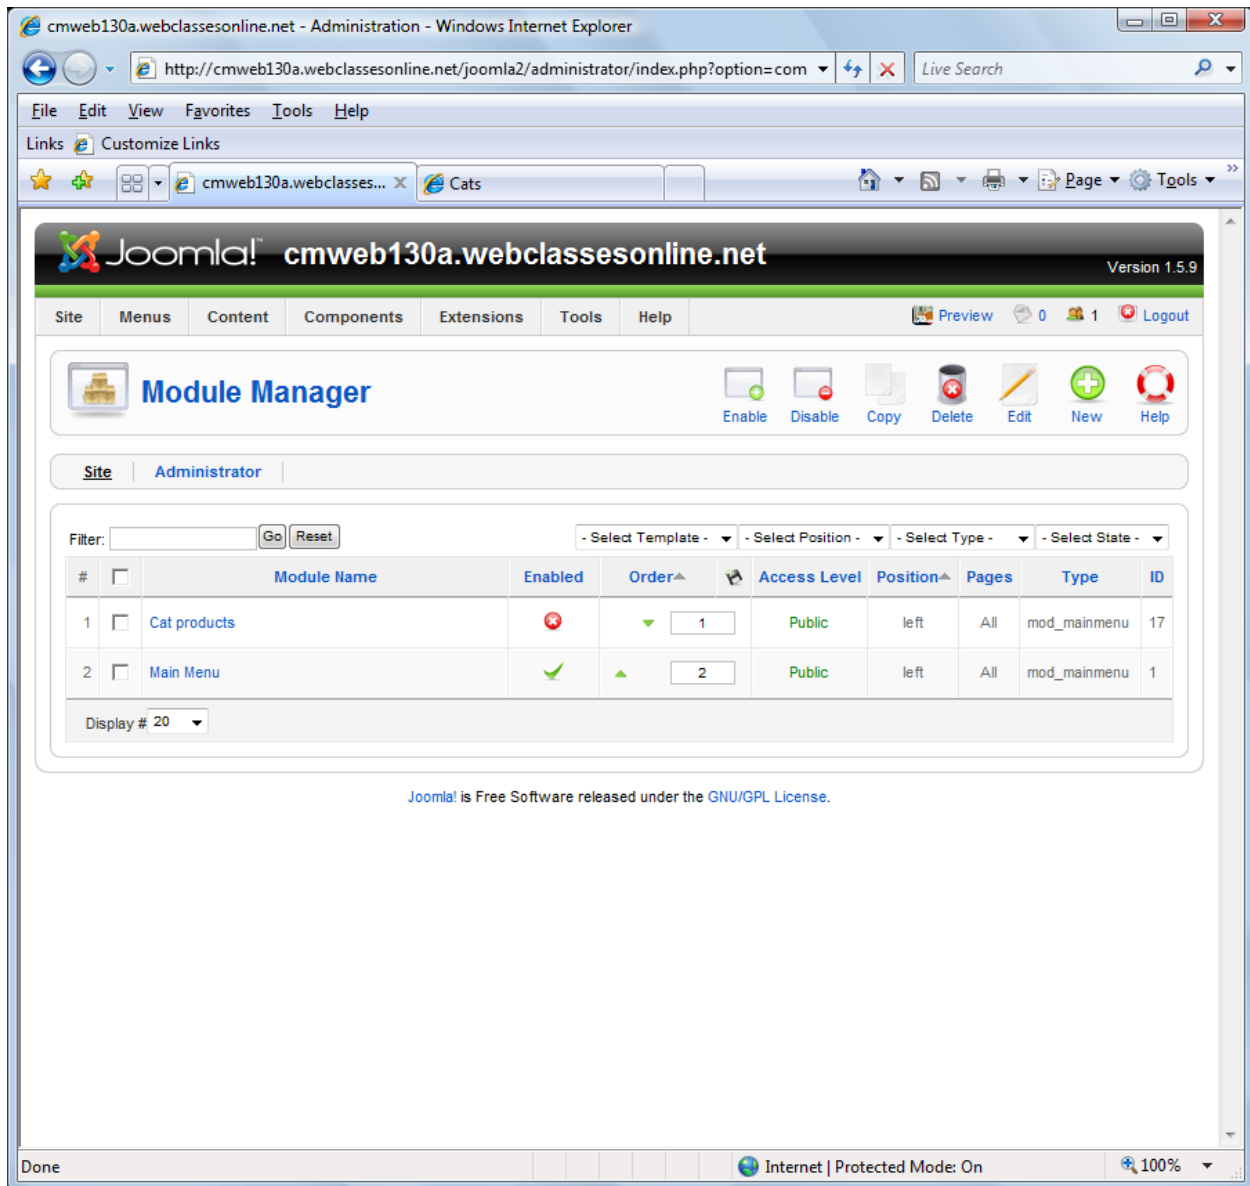 cmweb130a.webclassesonline.net - Administration - Windows Internet Explorer
http://cmweb130a.webclassesonline.net/joomla2/administrator/index.php?option=com
Live Search
File Edit View Favorites Tools Help
Links Customize Links
cmweb130a.webclasses... Cats Page Tools
Joomla! cmweb130a.webclassesonline.net
Version 1.5.9
Site Menus Content Components Extensions Tools Help Preview 0 1 Logout
Module Manager
Enable Disable Copy Delete Edit New Help
Site Administrator
Filter: Go Reset - Select Template - - Select Position - - Select Type - - Select State -
# Module Name Enabled Order Access Level Position Pages Type ID
1 Cat products 1 Public left All mod_mainmenu 17
2 Main Menu 2 Public left All mod_mainmenu 1
Display # 20
Joomla! is Free Software released under the GNU/GPL License.
Done Internet | Protected Mode: On 100%